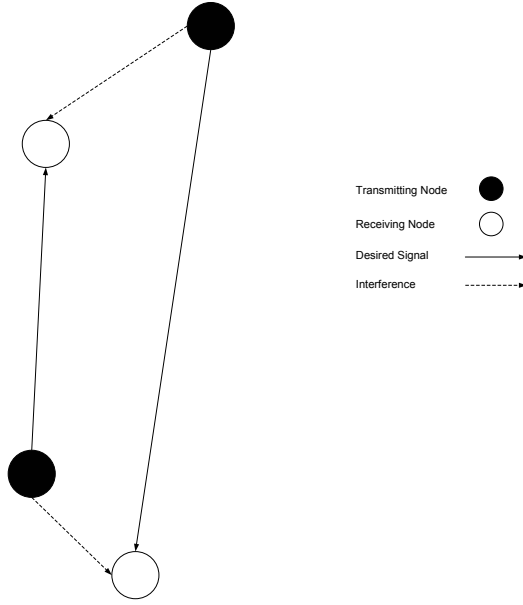 Transmitting Node
Receiving Node
Desired Signal
Interference